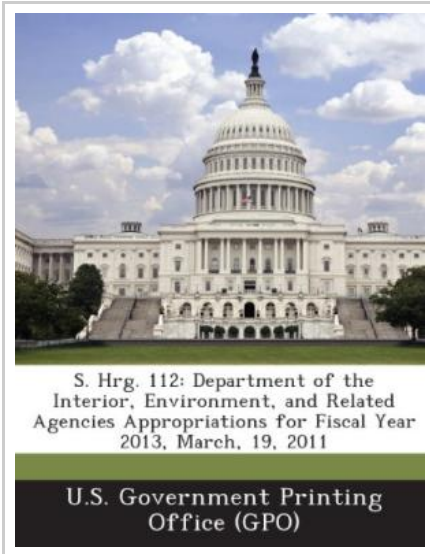 S. Hrg. 112: Department of the
Interior, Environment, and Related
Agencies Appropriations for Fiscal Year
2013, March, 19, 2011
U.S. Government Printing
Office (GPO)